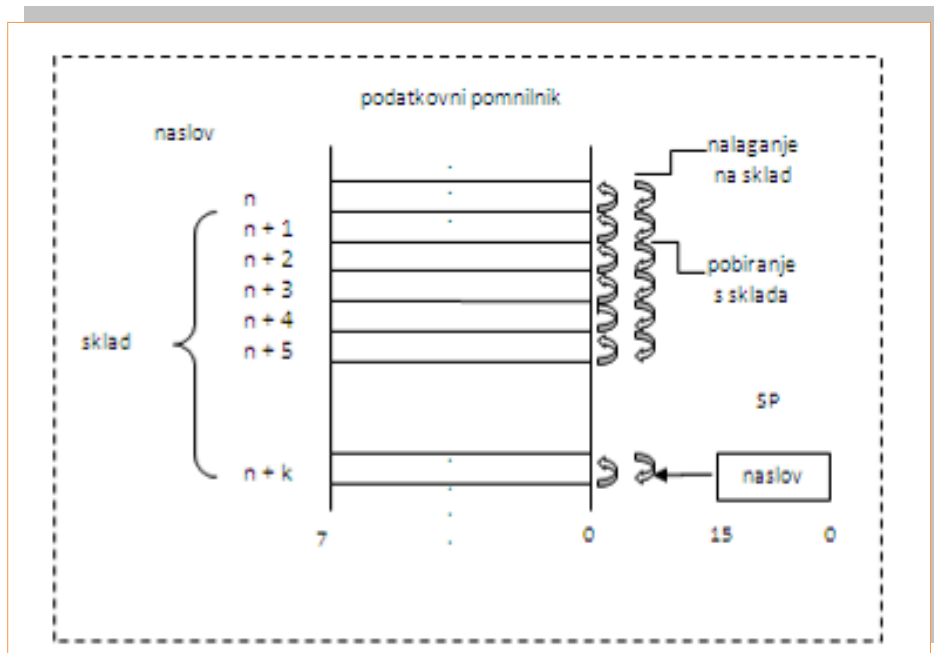 podatkovni pomnilnik
naslov
nalaganje
na sklad
n
n + 1
n + 2
pobiranje
s sklada
n + 3
n + 4
sklad
n + 5
SP
n + k
naslov
7
0
15
0